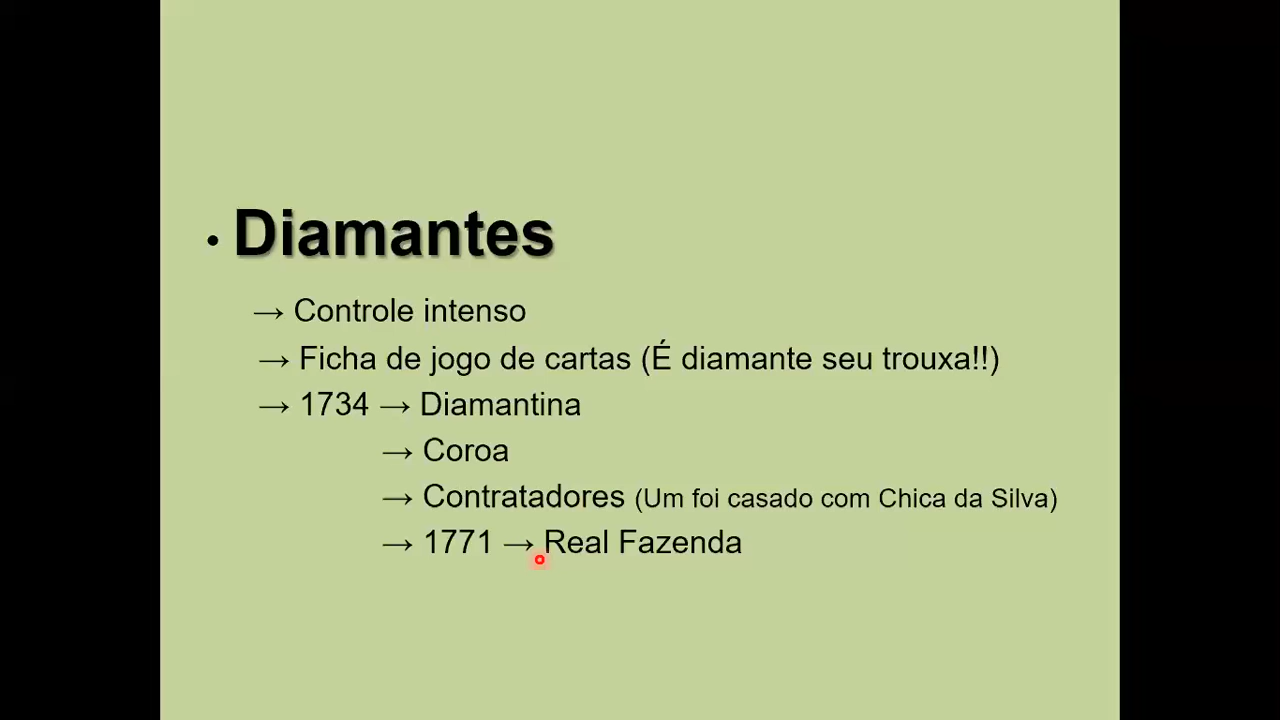 • Diamantes
→ Controle intenso
→ Ficha de jogo de cartas (É diamante seu trouxa!!)
→ 1734 → Diamantina
→ Coroa
→ Contratadores (Um foi casado com Chica da Silva)
→ 1771 → Real Fazenda